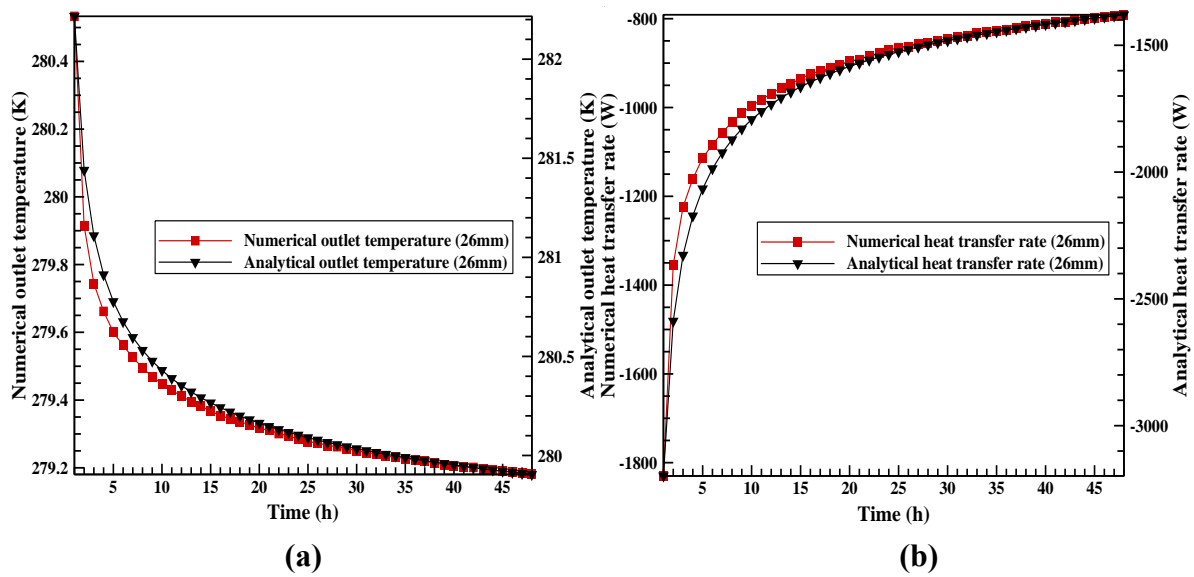 280.4
280.2
280
279.8
279.6
279.4
279.2
Numerical outlet temperature (K)
Numerical outlet temperature (26mm)
Analytical outlet temperature (26mm)
282
281.5
281
280.5
280
Analytical outlet temperature (K)
5 10 15 20 25 30 35 40 45
Time (h)
(a)
-800
-1000
-1200
-1400
-1600
-1800
Numerical heat transfer rate (W)
Numerical heat transfer rate (26mm)
Analytical heat transfer rate (26mm)
-1500
-2000
-2500
-3000
Analytical heat transfer rate (W)
5 10 15 20 25 30 35 40 45
Time (h)
(b)